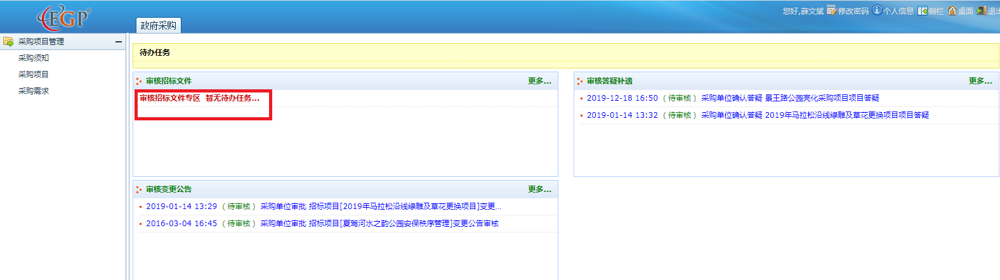 EGP
您好,薛文斌 修改密码 个人信息 侧栏 桌面 退出
政府采购
采购项目管理
采购须知
采购项目
采购需求
待办任务
审核招标文件 更多...
审核招标文件专区 暂无待办任务...
审核答疑补遗 更多...
2019-12-18 16:50 （待审核） 采购单位确认答疑 景王路公园亮化采购项目项目答疑
2019-01-14 13:32 （待审核） 采购单位确认答疑 2019年马拉松沿线绿雕及草花更换项目项目答疑
审核变更公告 更多...
2019-01-14 13:29 （待审核） 采购单位审批 招标项目[2019年马拉松沿线绿雕及草花更换项目]变更...
2016-03-04 16:45 （待审核） 采购单位审批 招标项目[夏驾河水之韵公园安保秩序管理]变更公告审核